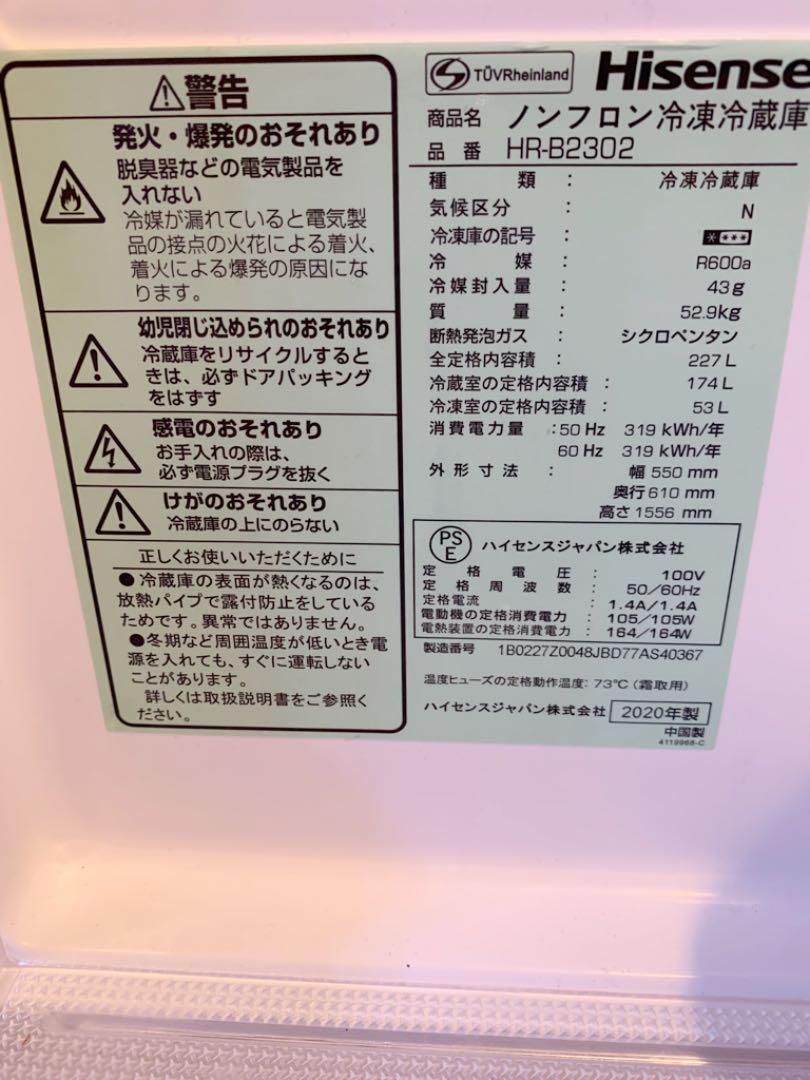 警告
発火・爆発のおそれあり
脱臭器などの電気製品を
入れない
冷媒が漏れていると電気製
品の接点の火花による着火、
着火による爆発の原因にな
ります。
幼児閉じ込められのおそれあり
冷蔵庫をリサイクルすると
きは、必ずドアパッキング
をはずす
感電のおそれあり
お手入れの際は、
必ず電源プラグを抜く
けがのおそれあり
冷蔵庫の上にのらない
正しくお使いいただくために
●冷蔵庫の表面が熱くなるのは、
放熱パイプで露付防止をしている
ためです。異常ではありません。
●冬期など周囲温度が低いとき電
源を入れても、すぐに運転しない
ことがあります。
詳しくは取扱説明書をご参照く
ださい。
TÜVRheinland Hisense
商品名 ノンフロン冷凍冷蔵庫
品番 HR-B2302
種類： 冷凍冷蔵庫
気候区分： N
冷凍庫の記号： ****
冷媒： R600a
冷媒封入量： 43g
質量： 52.9kg
断熱発泡ガス： シクロペンタン
全定格内容積： 227L
冷蔵室の定格内容積： 174L
冷凍室の定格内容積： 53L
消費電力量：50 Hz 319 kWh/年
60 Hz 319 kWh/年
外形寸法： 幅 550 mm
奥行 610 mm
高さ 1556 mm
PSE ハイセンスジャパン株式会社
定格電圧： 100V
定格周波数： 50/60Hz
定格電流： 1.4A/1.4A
電動機の定格消費電力： 105/105W
電熱装置の定格消費電力： 164/164W
製造番号 1B0227Z0048JBD77AS40367
温度ヒューズの定格動作温度：73℃(霜取用)
ハイセンスジャパン株式会社 2020年製
中国製
4119968-C